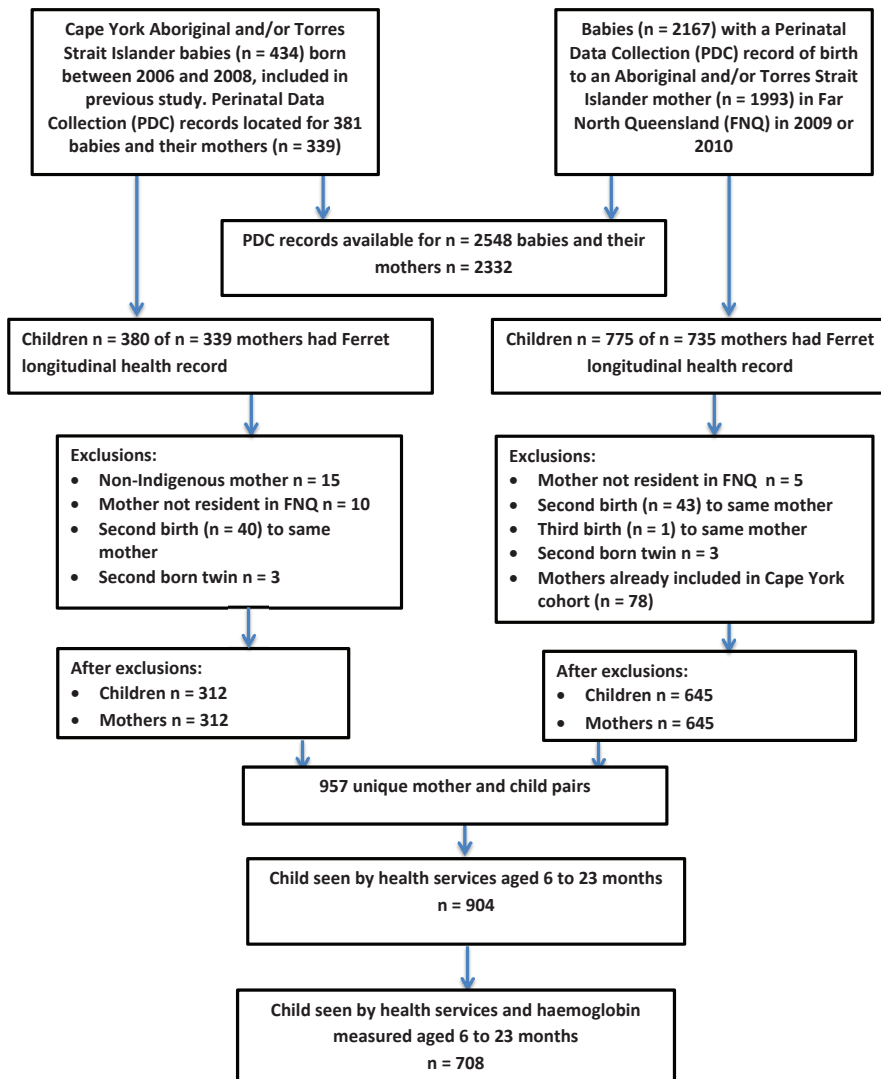 Cape York Aboriginal and/or Torres
Strait Islander babies (n = 434) born
between 2006 and 2008, included in
previous study. Perinatal Data
Collection (PDC) records located for 381
babies and their mothers (n = 339)
Babies (n = 2167) with a Perinatal
Data Collection (PDC) record of birth
to an Aboriginal and/or Torres Strait
Islander mother (n = 1993) in Far
North Queensland (FNQ) in 2009 or
2010
PDC records available for n = 2548 babies and their
mothers n = 2332
Children n = 380 of n = 339 mothers had Ferret
longitudinal health record
Children n = 775 of n = 735 mothers had Ferret
longitudinal health record
Exclusions:
• Non-Indigenous mother n = 15
• Mother not resident in FNQ n = 10
• Second birth (n = 40) to same
mother
• Second born twin n = 3
Exclusions:
• Mother not resident in FNQ n = 5
• Second birth (n = 43) to same mother
• Third birth (n = 1) to same mother
• Second born twin n = 3
• Mothers already included in Cape York
cohort (n = 78)
After exclusions:
• Children n = 312
• Mothers n = 312
After exclusions:
• Children n = 645
• Mothers n = 645
957 unique mother and child pairs
Child seen by health services aged 6 to 23 months
n = 904
Child seen by health services and haemoglobin
measured aged 6 to 23 months
n = 708